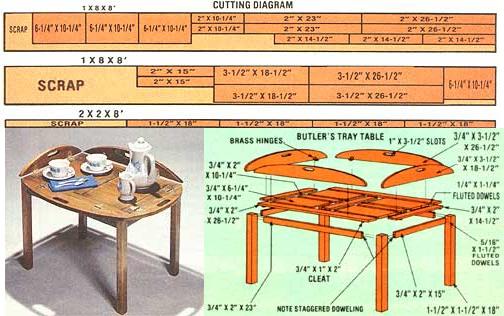 CUTTING DIAGRAM
1 X 8 X 8'
SCRAP 6-1/4" X 10-1/4" 6-1/4" X 10-1/4" 6-1/4" X 10-1/4" 2" X 10-1/4" 2" X 23" 2" X 26-1/2"
2" X 10-1/4" 2" X 23" 2" X 26-1/2"
2" X 14-1/2" 2" X 14-1/2" 2" X 14-1/2"
1 X 8 X 8'
SCRAP 2" X 15" 3-1/2" X 18-1/2" 3-1/2" X 26-1/2" 6-1/4" X 10-1/4"
2" X 15"
3-1/2" X 18-1/2" 3-1/2" X 26-1/2"
2 X 2 X 8'
SCRAP 1-1/2" X 18" 1-1/2" X 18" 1-1/2" X 18" 1-1/2" X 18"
BUTLER'S TRAY TABLE
BRASS HINGES
1" X 3-1/2" SLOTS
3/4" X 3-1/2"
X 26-1/2"
3/4" X 3-1/2"
X 18-1/2"
3/4" X 2"
X 10-1/4"
3/4" X 6-1/4"
X 10-1/4"
3/4" X 2"
X 26-1/2"
1/4" X 1-1/4"
FLUTED DOWELS
3/4" X 2"
X 14-1/2"
5/16"
X 1-1/2"
FLUTED
DOWELS
3/4" X 1" X 2"
CLEAT
3/4" X 2" X 15"
3/4" X 2" X 23"
NOTE STAGGERED DOWELING
1-1/2" X 1-1/2" X 18"